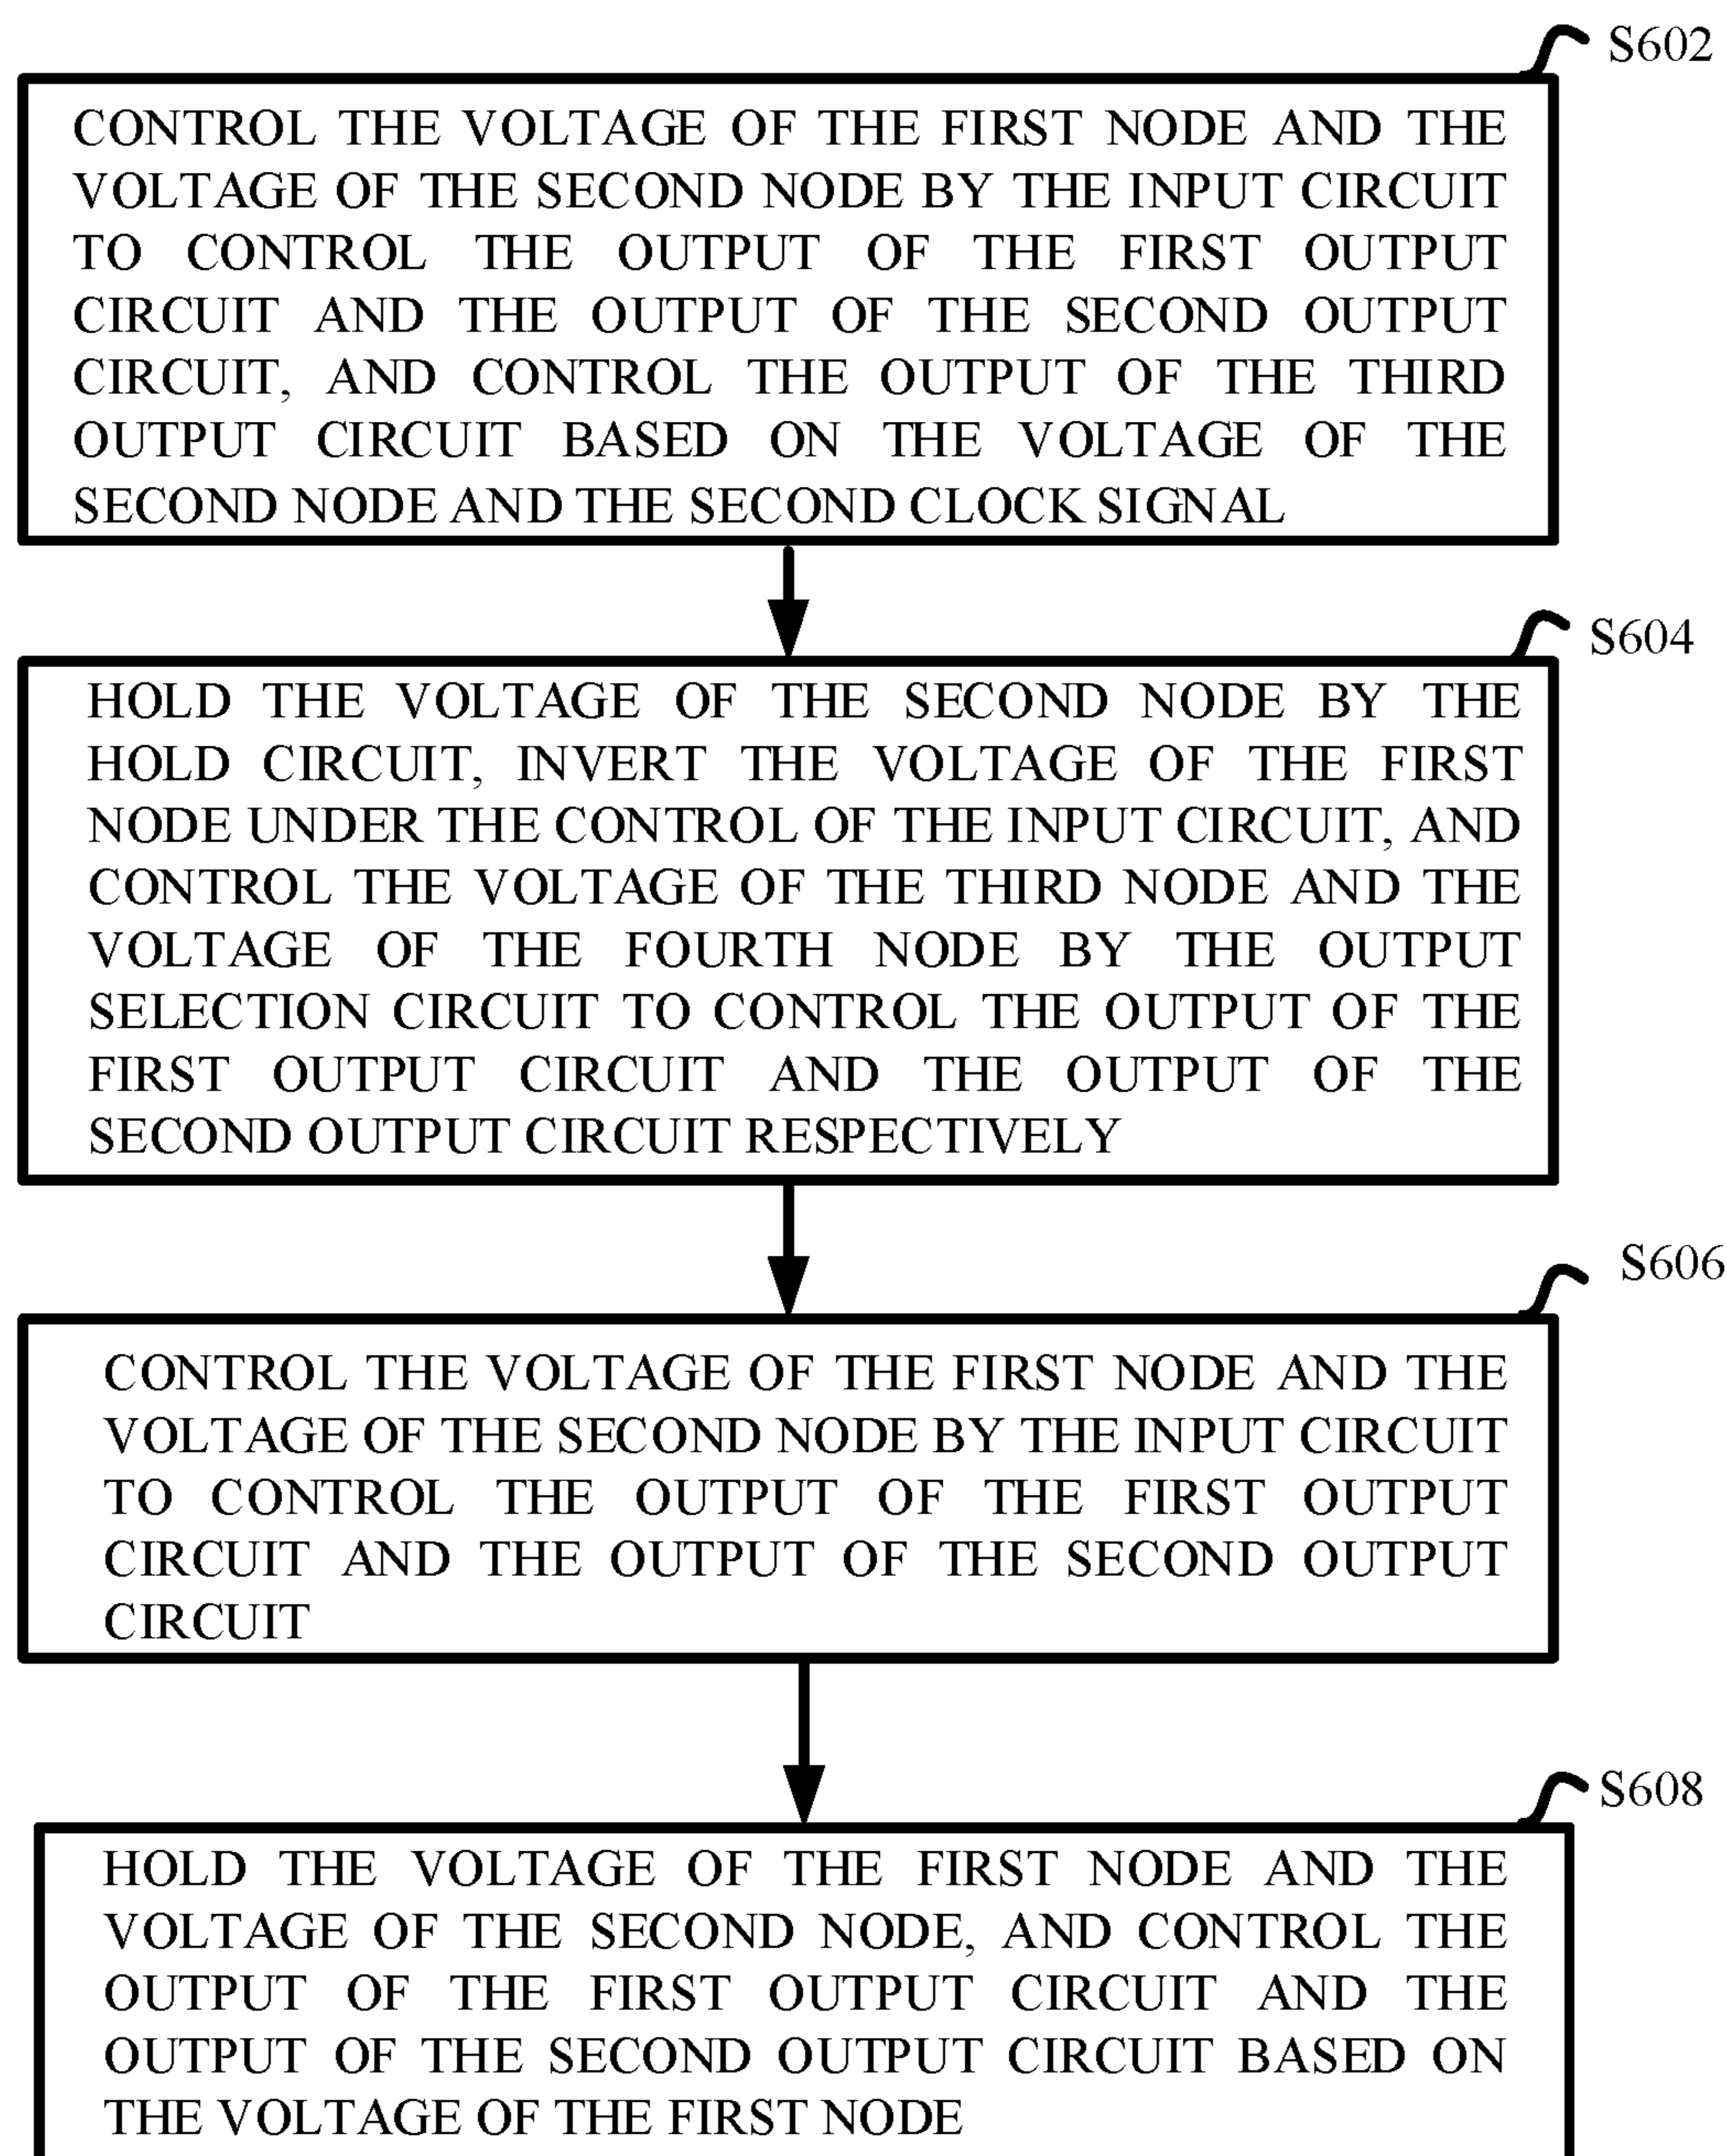 S602
CONTROL THE VOLTAGE OF THE FIRST NODE AND THE
VOLTAGE OF THE SECOND NODE BY THE INPUT CIRCUIT
TO CONTROL THE OUTPUT OF THE FIRST OUTPUT
CIRCUIT AND THE OUTPUT OF THE SECOND OUTPUT
CIRCUIT, AND CONTROL THE OUTPUT OF THE THIRD
OUTPUT CIRCUIT BASED ON THE VOLTAGE OF THE
SECOND NODE AND THE SECOND CLOCK SIGNAL
S604
HOLD THE VOLTAGE OF THE SECOND NODE BY THE
HOLD CIRCUIT, INVERT THE VOLTAGE OF THE FIRST
NODE UNDER THE CONTROL OF THE INPUT CIRCUIT, AND
CONTROL THE VOLTAGE OF THE THIRD NODE AND THE
VOLTAGE OF THE FOURTH NODE BY THE OUTPUT
SELECTION CIRCUIT TO CONTROL THE OUTPUT OF THE
FIRST OUTPUT CIRCUIT AND THE OUTPUT OF THE
SECOND OUTPUT CIRCUIT RESPECTIVELY
S606
CONTROL THE VOLTAGE OF THE FIRST NODE AND THE
VOLTAGE OF THE SECOND NODE BY THE INPUT CIRCUIT
TO CONTROL THE OUTPUT OF THE FIRST OUTPUT
CIRCUIT AND THE OUTPUT OF THE SECOND OUTPUT
CIRCUIT
S608
HOLD THE VOLTAGE OF THE FIRST NODE AND THE
VOLTAGE OF THE SECOND NODE, AND CONTROL THE
OUTPUT OF THE FIRST OUTPUT CIRCUIT AND THE
OUTPUT OF THE SECOND OUTPUT CIRCUIT BASED ON
THE VOLTAGE OF THE FIRST NODE